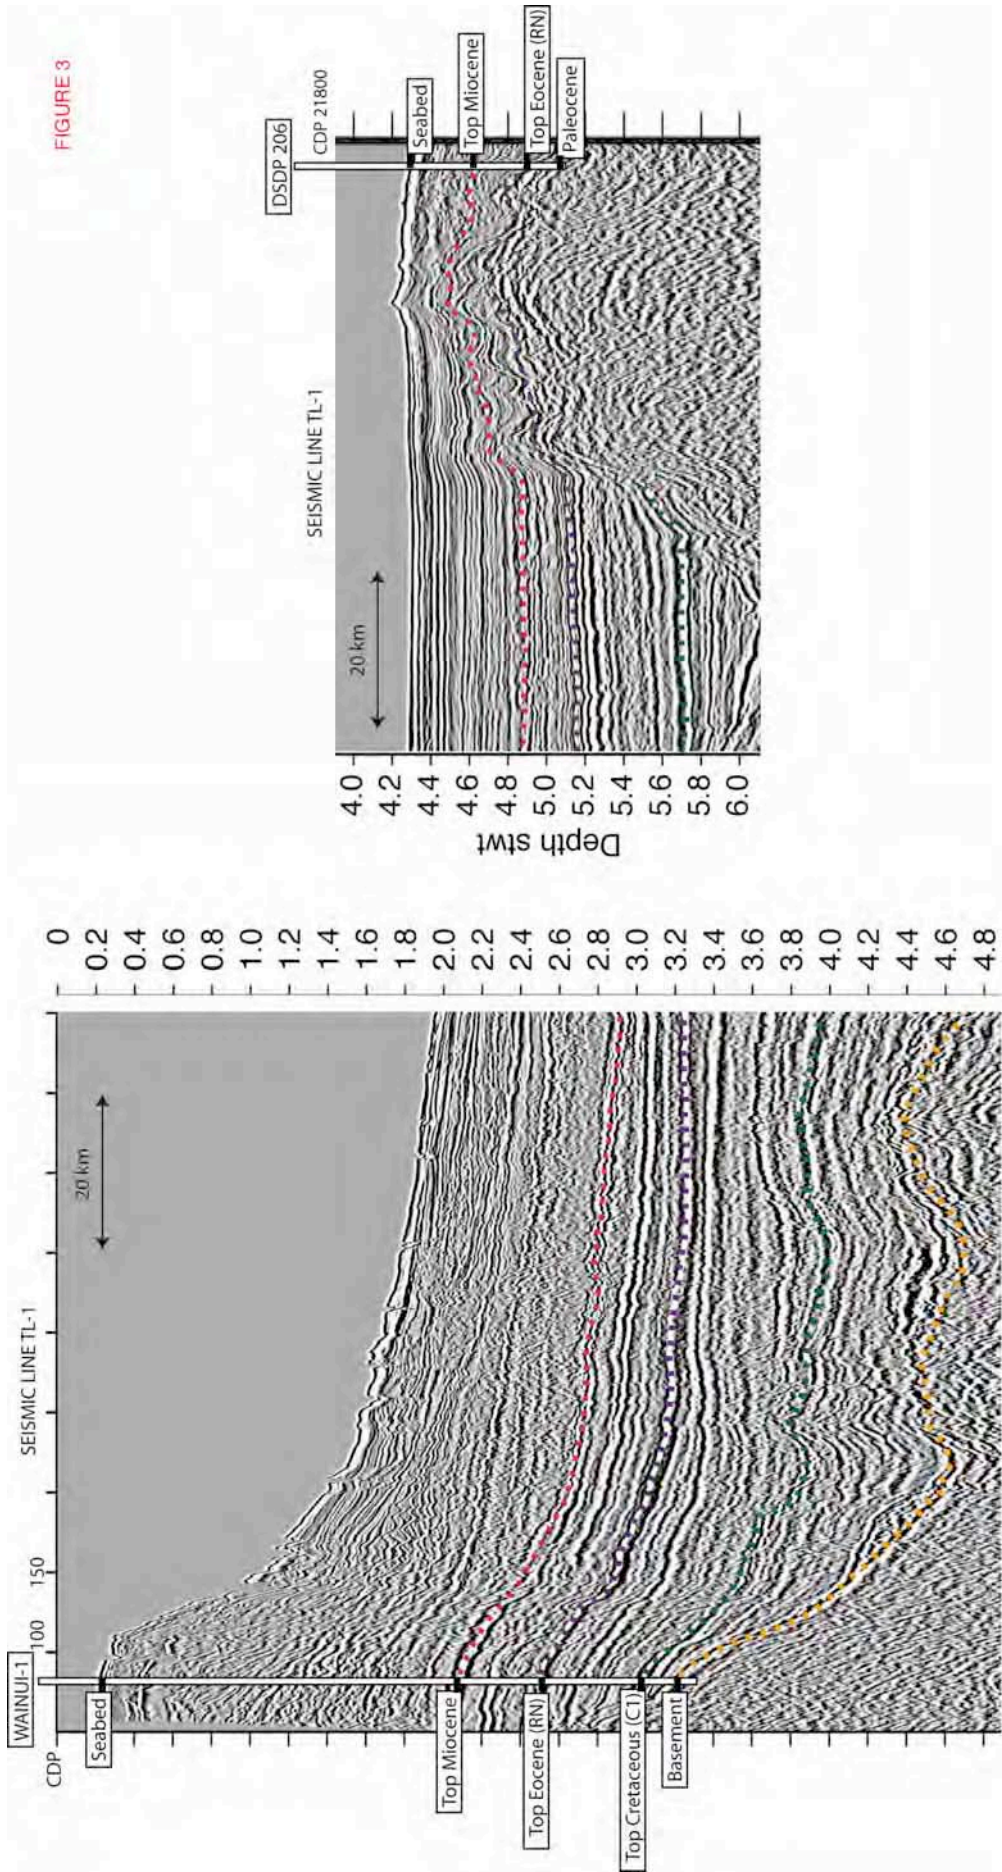 FIGURE 3
WAINUI-1
SEISMIC LINE TL-1
CDP
100
150
20 km
Seabed
Top Miocene
Top Eocene (RN)
Top Cretaceous (CT)
Basement
0
0.2
0.4
0.6
0.8
1.0
1.2
1.4
1.6
1.8
2.0
2.2
2.4
2.6
2.8
3.0
3.2
3.4
3.6
3.8
4.0
4.2
4.4
4.6
4.8
SEISMIC LINE TL-1
DSDP 206
CDP 21800
20 km
Seabed
Top Miocene
Top Eocene (RN)
Paleocene
4.0
4.2
4.4
4.6
4.8
5.0
5.2
5.4
5.6
5.8
6.0
Depth stwt